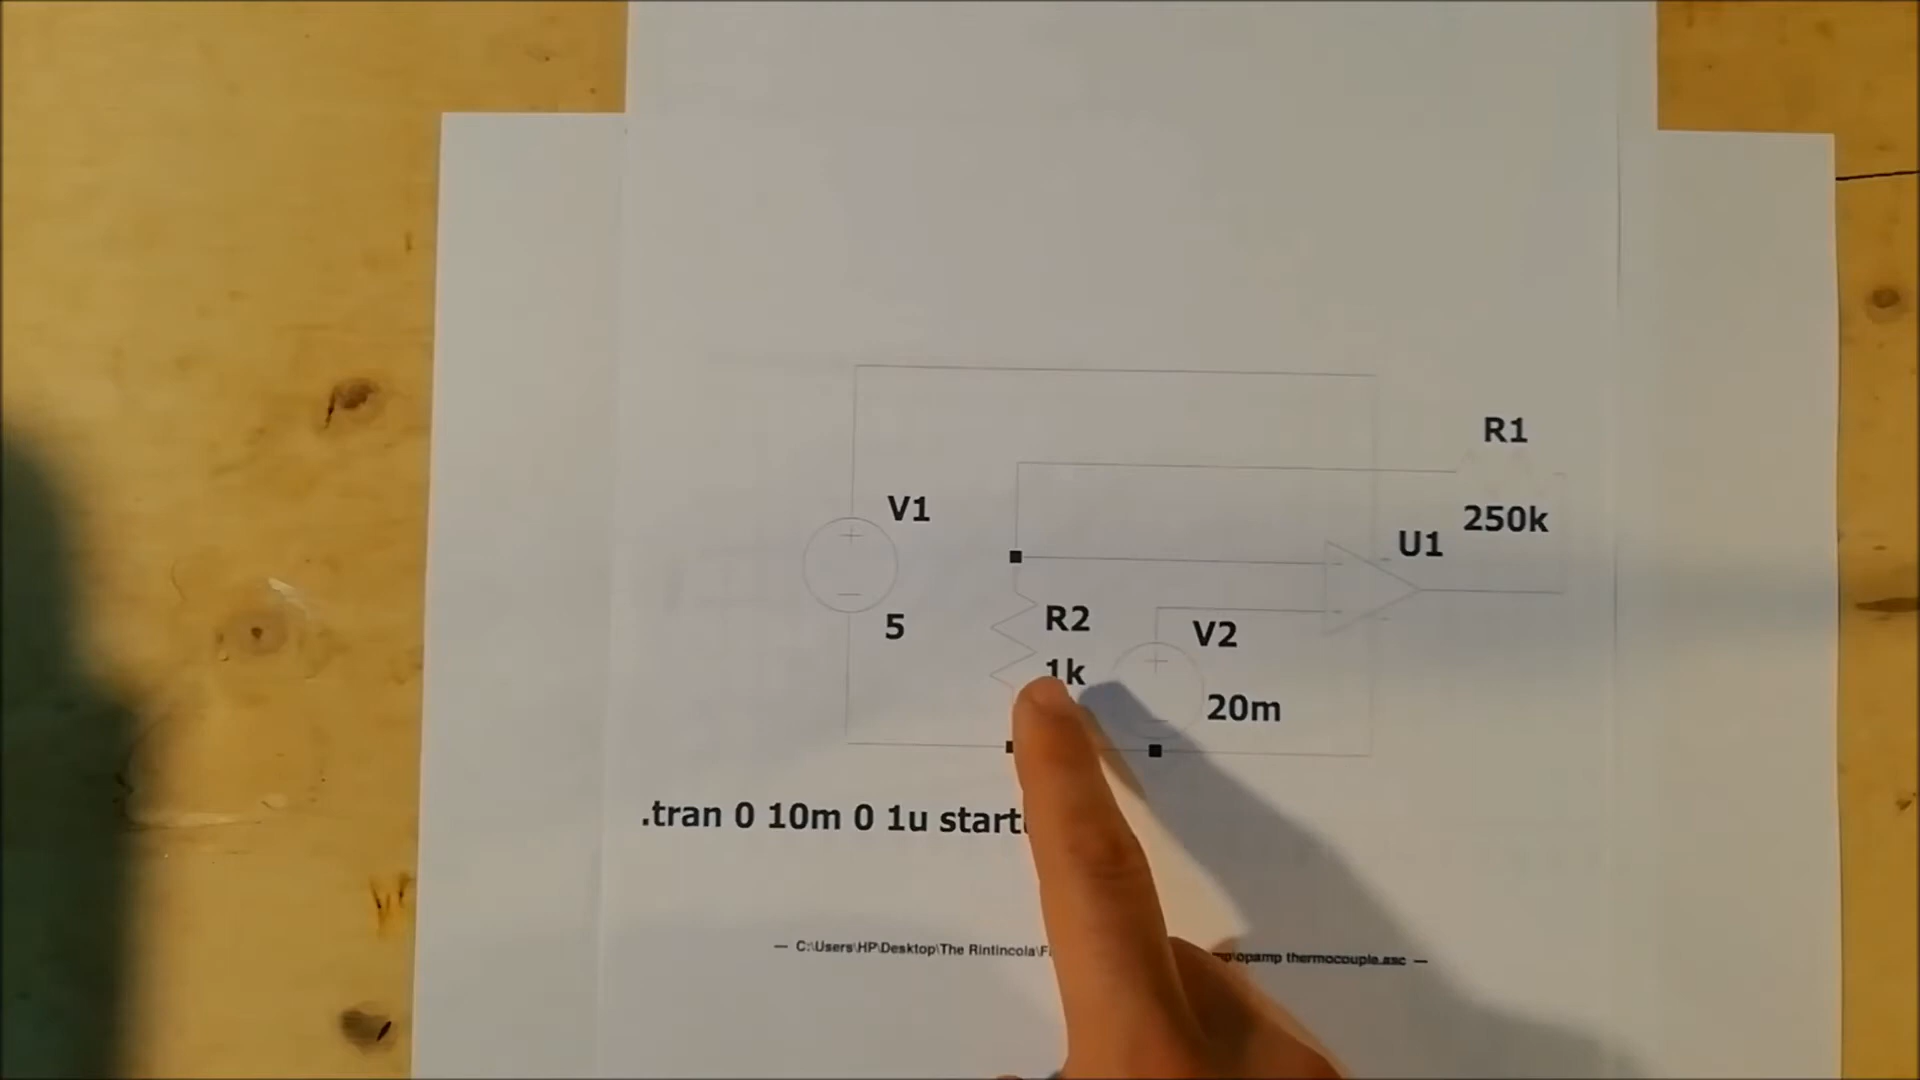 R1
V1
250k
U1
R2
V2
5
1k
20m
.tran 0 10m 0 1u
— C:\Users\HP\Desktop\The Rintincola\ opamp thermocouple.asc —